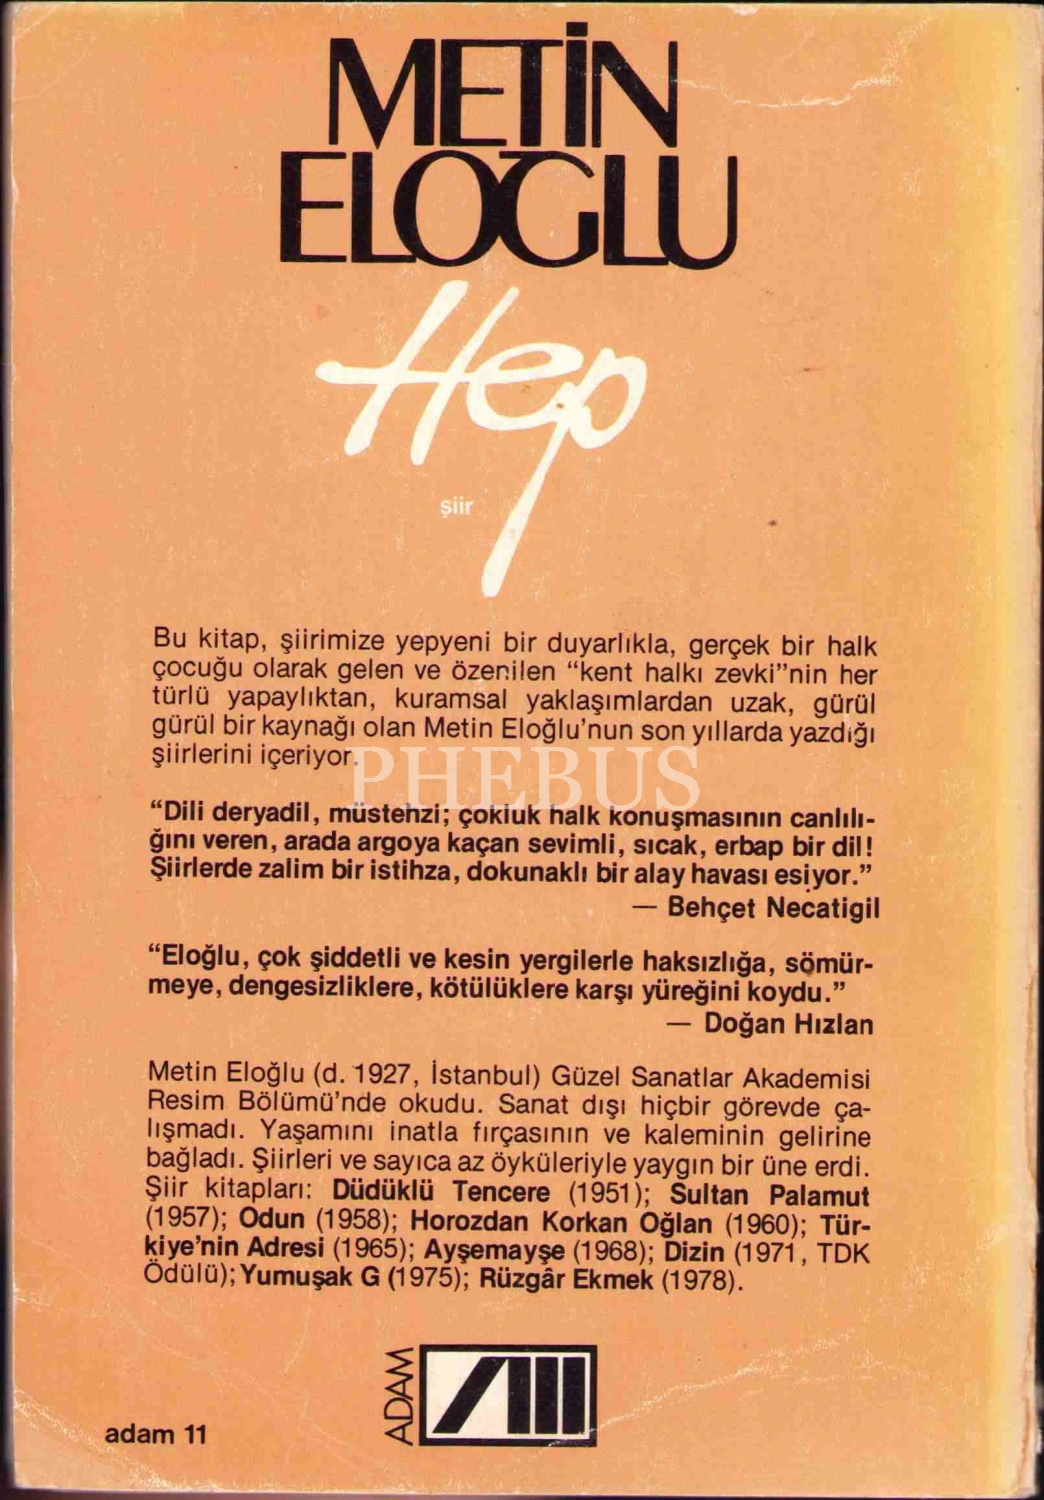 METİN
ELOĞLU
Hep
şiir
Bu kitap, şiirimize yepyeni bir duyarlıkla, gerçek bir halk
çocuğu olarak gelen ve özenilen “kent halkı zevki”nin her
türlü yapaylıktan, kuramsal yaklaşımlardan uzak, gürül
gürül bir kaynağı olan Metin Eloğlu'nun son yıllarda yazdığı
şiirlerini içeriyor.
PHEBUS
“Dili deryadil, müstehzi; çokluk halk konuşmasının canlılı-
ğını veren, arada argoya kaçan sevimli, sıcak, erbap bir dil!
Şiirlerde zalim bir istihza, dokunaklı bir alay havası esiyor.”
— Behçet Necatigil
“Eloğlu, çok şiddetli ve kesin yergilerle haksızlığa, sömür-
meye, dengesizliklere, kötülüklere karşı yüreğini koydu.”
— Doğan Hızlan
Metin Eloğlu (d. 1927, İstanbul) Güzel Sanatlar Akademisi
Resim Bölümü'nde okudu. Sanat dışı hiçbir görevde ça-
lışmadı. Yaşamını inatla fırçasının ve kaleminin gelirine
bağladı. Şiirleri ve sayıca az öyküleriyle yaygın bir üne erdi.
Şiir kitapları: Düdüklü Tencere (1951); Sultan Palamut
(1957); Odun (1958); Horozdan Korkan Oğlan (1960); Tür-
kiye'nin Adresi (1965); Ayşemayşe (1968); Dizin (1971, TDK
Ödülü); Yumuşak G (1975); Rüzgâr Ekmek (1978).
ADAM
adam 11